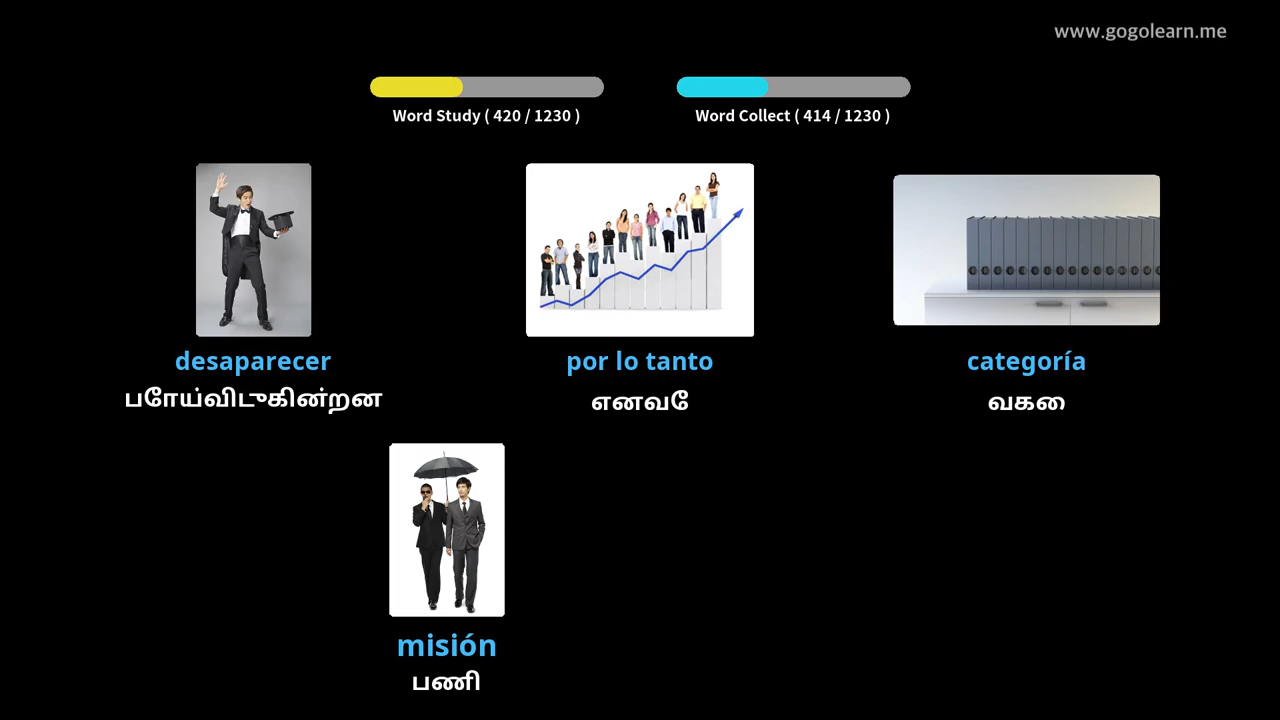 www.gogolearn.me
Word Study ( 420 / 1230 )
Word Collect ( 414 / 1230 )
desaparecer
போய்விடுகின்றன
por lo tanto
எனவே
categoría
வகை
misión
பணி